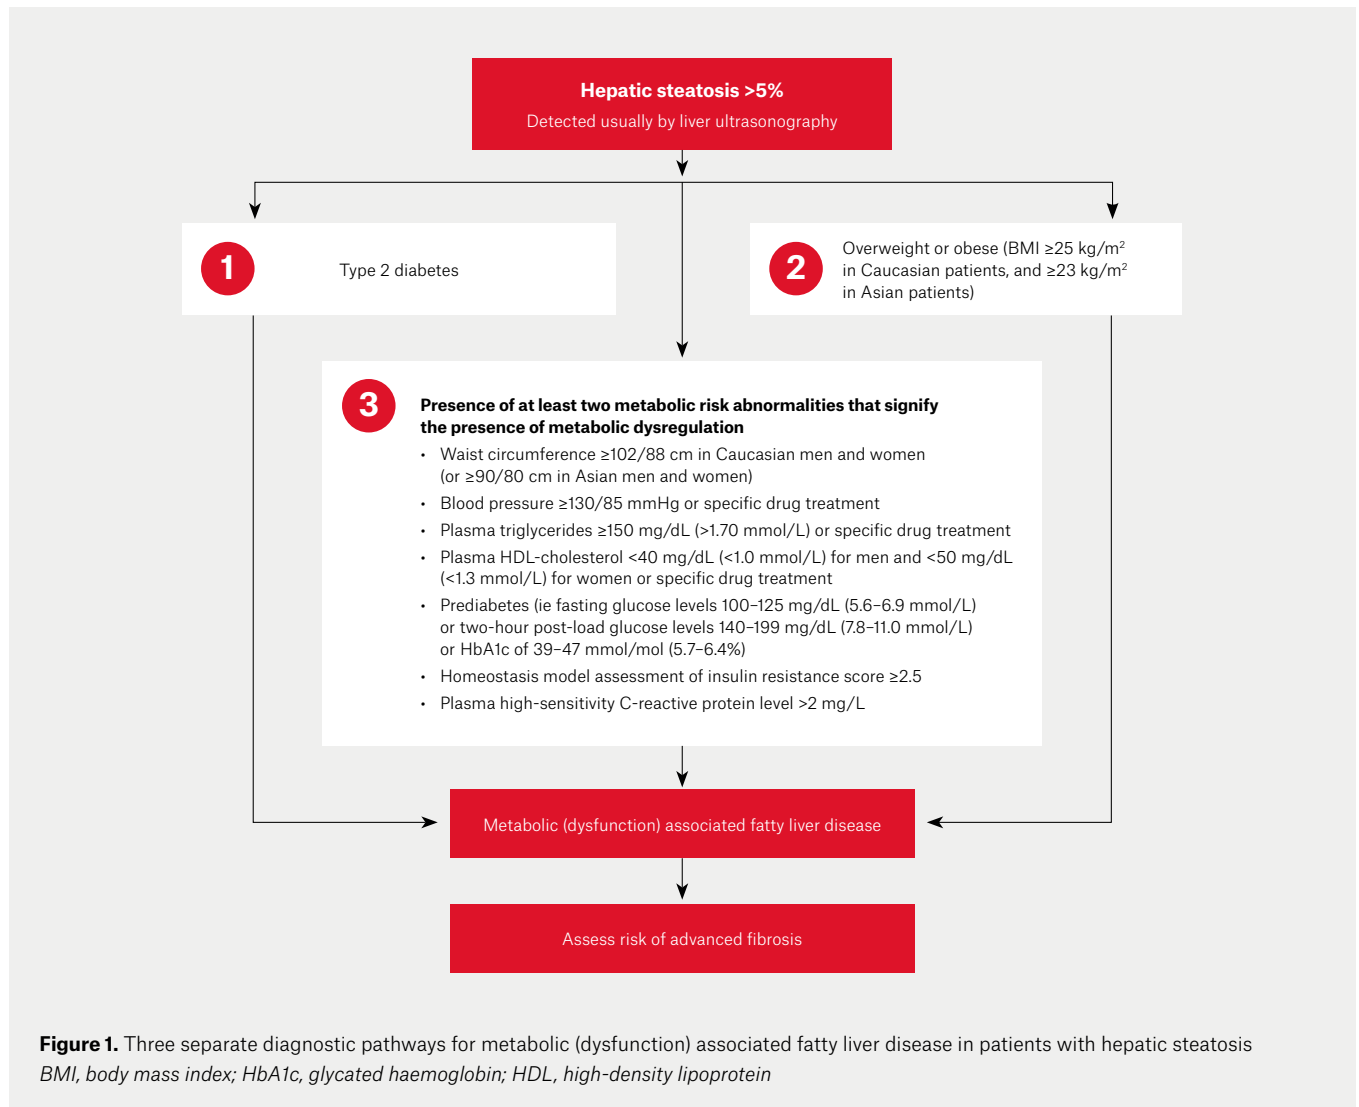 Hepatic steatosis >5%
Detected usually by liver ultrasonography
1
Type 2 diabetes
2
Overweight or obese (BMI ≥25 kg/m²
in Caucasian patients, and ≥23 kg/m²
in Asian patients)
3
Presence of at least two metabolic risk abnormalities that signify
the presence of metabolic dysregulation
• Waist circumference ≥102/88 cm in Caucasian men and women
(or ≥90/80 cm in Asian men and women)
• Blood pressure ≥130/85 mmHg or specific drug treatment
• Plasma triglycerides ≥150 mg/dL (>1.70 mmol/L) or specific drug treatment
• Plasma HDL-cholesterol <40 mg/dL (<1.0 mmol/L) for men and <50 mg/dL
(<1.3 mmol/L) for women or specific drug treatment
• Prediabetes (ie fasting glucose levels 100–125 mg/dL (5.6–6.9 mmol/L)
or two-hour post-load glucose levels 140–199 mg/dL (7.8–11.0 mmol/L)
or HbA1c of 39–47 mmol/mol (5.7–6.4%)
• Homeostasis model assessment of insulin resistance score ≥2.5
• Plasma high-sensitivity C-reactive protein level >2 mg/L
Metabolic (dysfunction) associated fatty liver disease
Assess risk of advanced fibrosis
Figure 1. Three separate diagnostic pathways for metabolic (dysfunction) associated fatty liver disease in patients with hepatic steatosis
BMI, body mass index; HbA1c, glycated haemoglobin; HDL, high-density lipoprotein